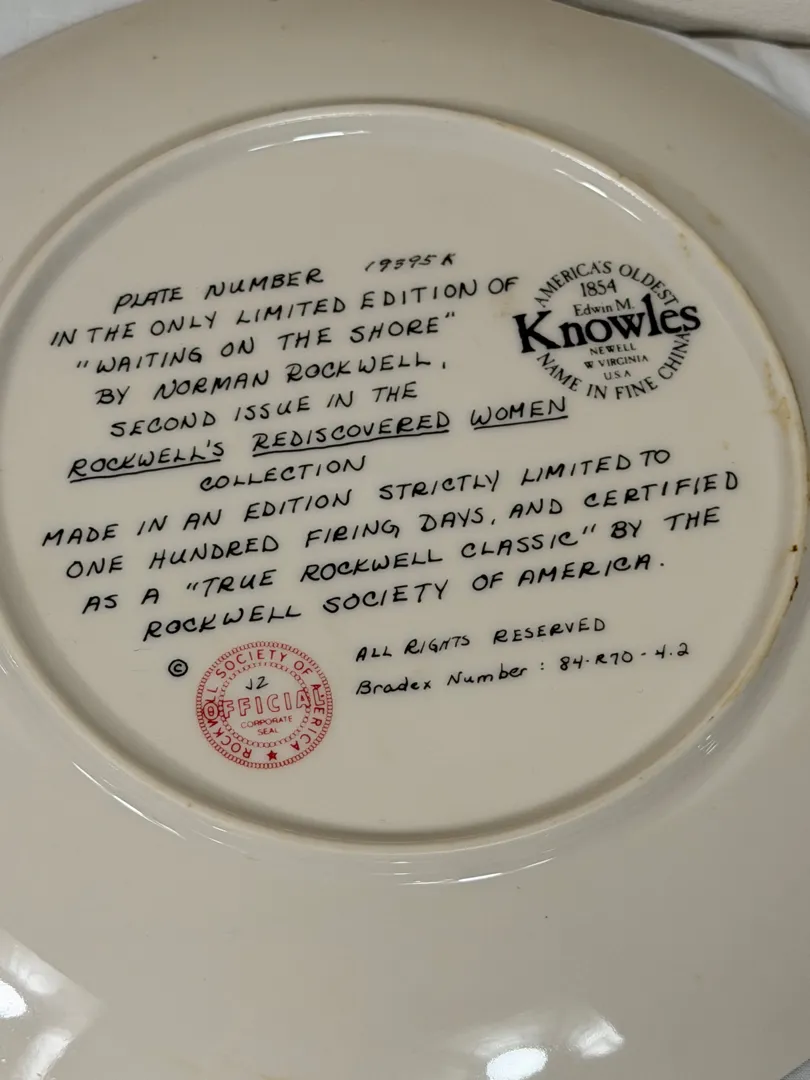 PLATE NUMBER 19395K
IN THE ONLY LIMITED EDITION OF
"WAITING ON THE SHORE"
BY NORMAN ROCKWELL,
SECOND ISSUE IN THE
ROCKWELL'S REDISCOVERED WOMEN
COLLECTION
MADE IN AN EDITION STRICTLY LIMITED TO
ONE HUNDRED FIRING DAYS, AND CERTIFIED
AS A "TRUE ROCKWELL CLASSIC" BY THE
ROCKWELL SOCIETY OF AMERICA.
AMERICA'S OLDEST
1854
Edwin M.
Knowles
NEWELL
W VIRGINIA
U.S.A
NAME IN FINE CHINA
©
ROCKWELL SOCIETY OF AMERICA
JZ
OFFICIAL
CORPORATE
SEAL
ALL RIGHTS RESERVED
Bradex Number : 84-R70-4.2